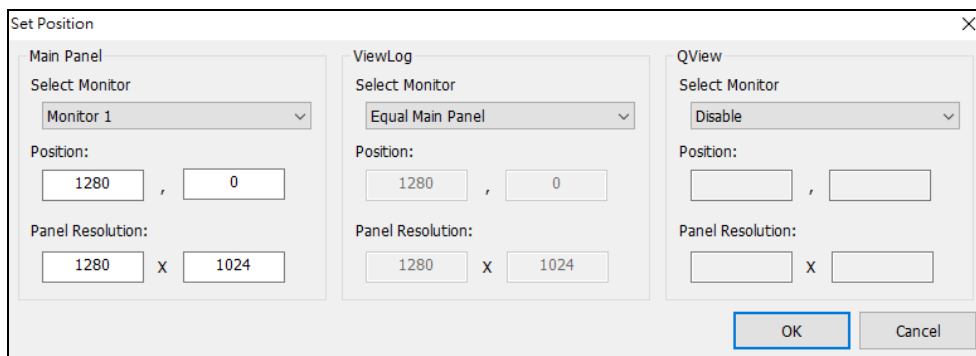 Set Position
Main Panel
Select Monitor
Monitor 1
Position:
1280 , 0
Panel Resolution:
1280 X 1024
ViewLog
Select Monitor
Equal Main Panel
Position:
1280 , 0
Panel Resolution:
1280 X 1024
QView
Select Monitor
Disable
Position:
,
Panel Resolution:
X
OK Cancel